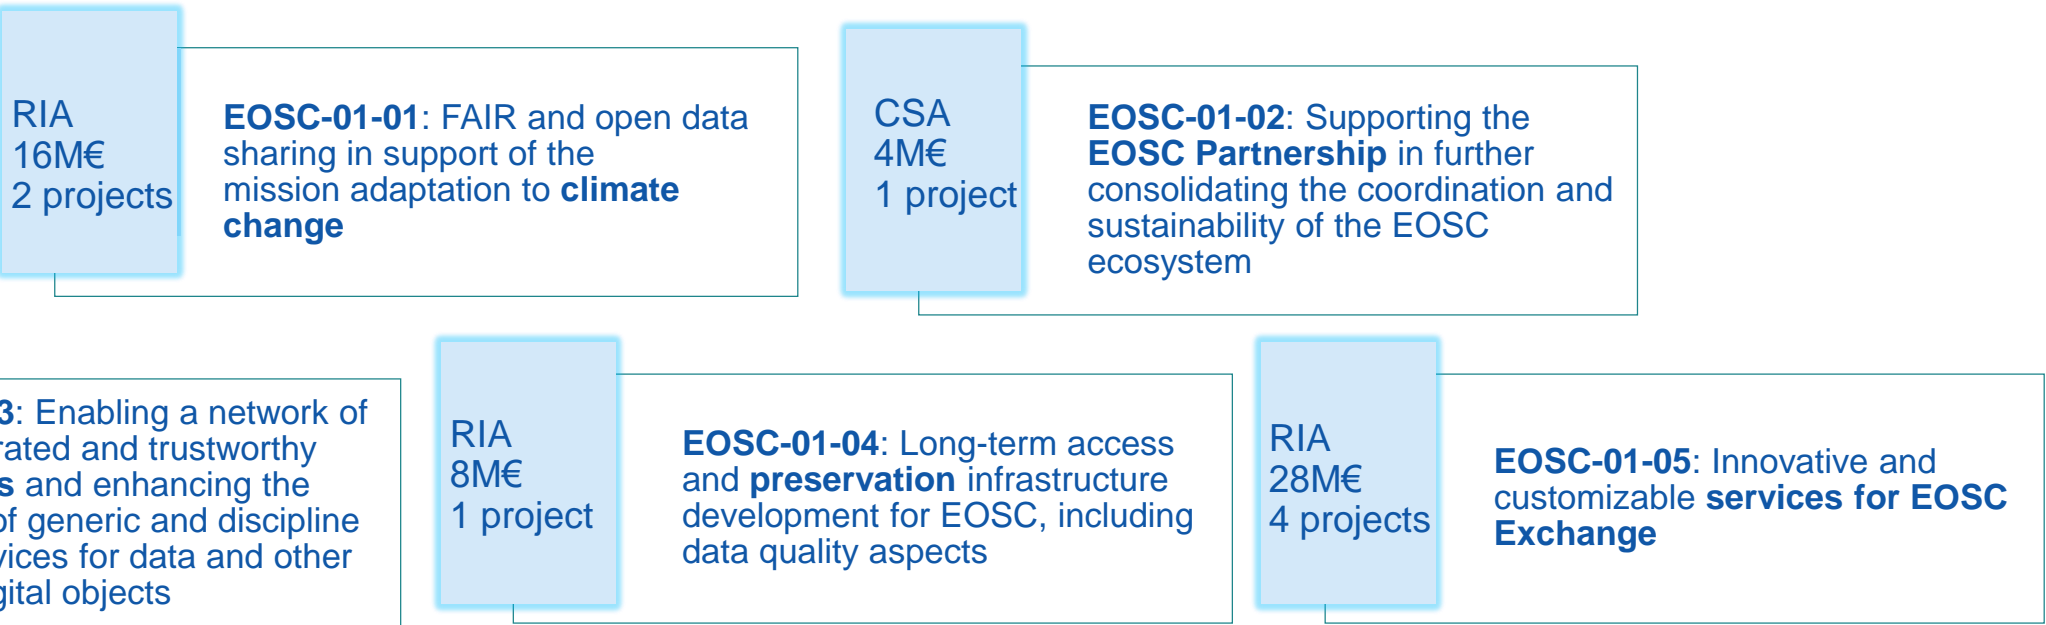 RIA
16M€
2 projects
EOSC-01-01: FAIR and open data
sharing in support of the
mission adaptation to climate
change
CSA
4M€
1 project
EOSC-01-02: Supporting the
EOSC Partnership in further
consolidating the coordination and
sustainability of the EOSC
ecosystem
3: Enabling a network of
and trustworthy
and enhancing the
of generic and discipline
for data and other
objects
RIA
8M€
1 project
EOSC-01-04: Long-term access
and preservation infrastructure
development for EOSC, including
data quality aspects
RIA
28M€
4 projects
EOSC-01-05: Innovative and
customizable services for EOSC
Exchange